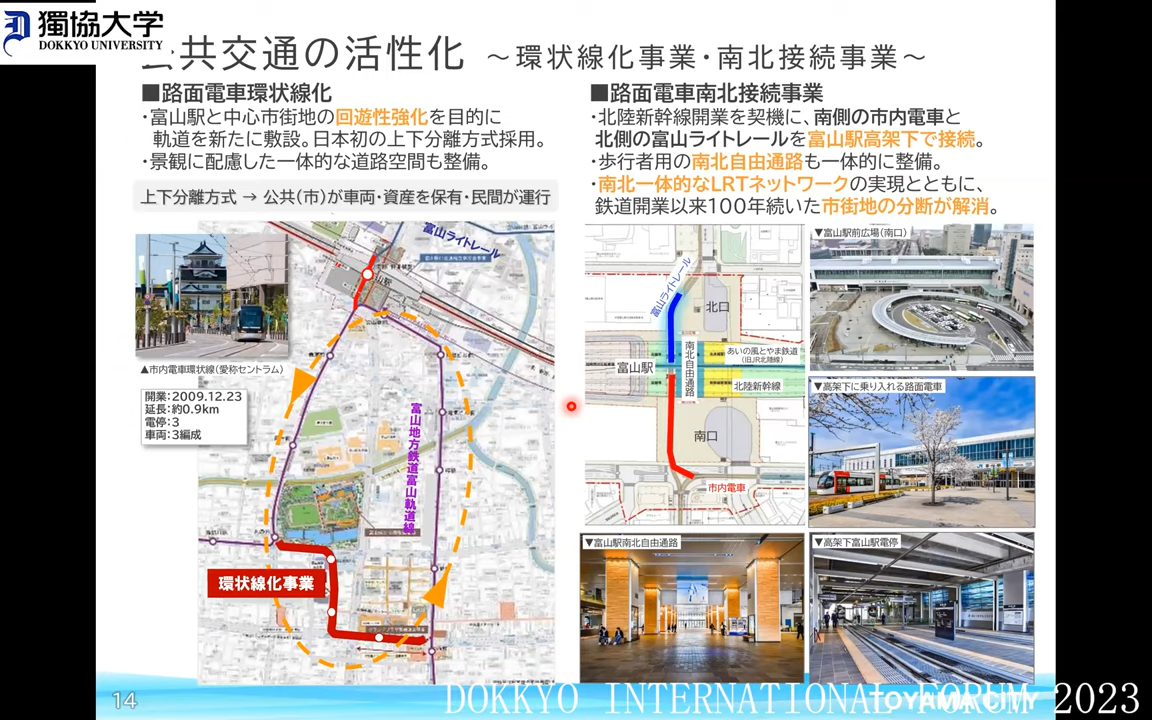 獨協大学
DOKKYO UNIVERSITY
公共交通の活性化 ～環状線化事業・南北接続事業～
■路面電車環状線化
・富山駅と中心市街地の回遊性強化を目的に
軌道を新たに敷設。日本初の上下分離方式採用。
・景観に配慮した一体的な道路空間も整備。
上下分離方式 → 公共(市)が車両・資産を保有・民間が運行
富山ライトレール
▲市内電車環状線(愛称セントラム)
開業:2009.12.23
延長:約0.9km
電停:3
車両:3編成
富山地方鉄道富山軌道線
環状線化事業
■路面電車南北接続事業
・北陸新幹線開業を契機に、南側の市内電車と
北側の富山ライトレールを富山駅高架下で接続。
・歩行者用の南北自由通路も一体的に整備。
・南北一体的なLRTネットワークの実現とともに、
鉄道開業以来100年続いた市街地の分断が解消。
富山ライトレール
北口
南北自由通路
あいの風とやま鉄道
(旧JR北陸線)
富山駅
北陸新幹線
南口
市内電車
▼富山駅前広場(南口)
▼高架下に乗り入れる路面電車
▼富山駅南北自由通路
▼高架下富山駅電停
14
TOYAMA CITY
DOKKYO INTERNATIONAL FORUM 2023